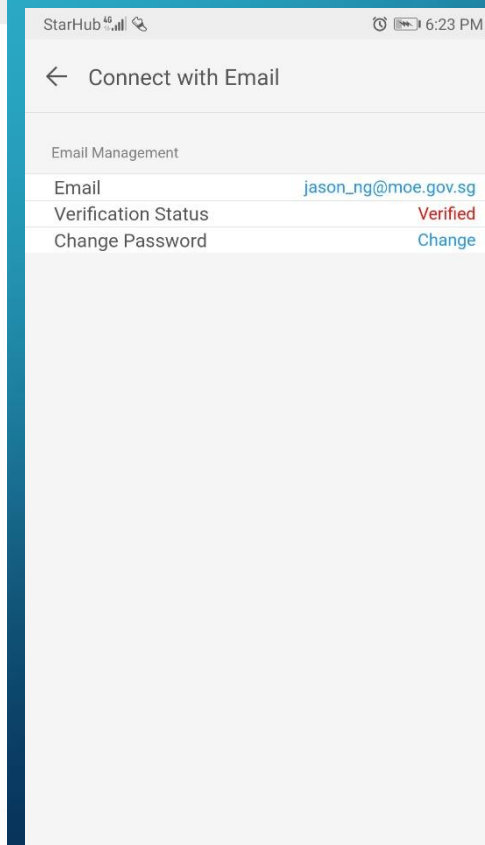 StarHub 4G 6:23 PM
Connect with Email
Email Management
Email jason_ng@moe.gov.sg
Verification Status Verified
Change Password Change